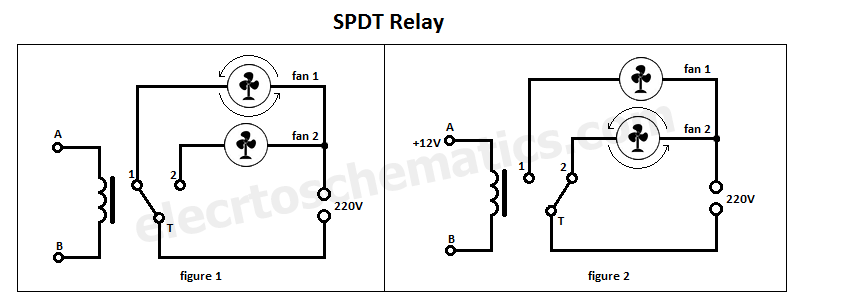 SPDT Relay
fan 1
fan 2
A
1
2
T
B
220V
figure 1
fan 1
fan 2
A
+12V
1
2
T
B
220V
figure 2
elecrtoschematics.com